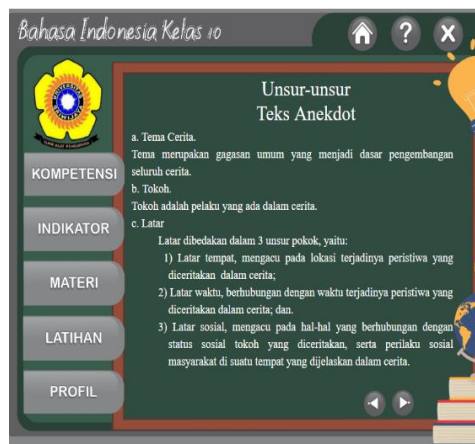 Bahasa Indonesia Kelas 10
?
X
KOMPETENSI
INDIKATOR
MATERI
LATIHAN
PROFIL
Unsur-unsur
Teks Anekdot
a. Tema Cerita.
Tema merupakan gagasan umum yang menjadi dasar pengembangan
seluruh cerita.
b. Tokoh.
Tokoh adalah pelaku yang ada dalam cerita.
c. Latar
Latar dibedakan dalam 3 unsur pokok, yaitu:
1) Latar tempat, mengacu pada lokasi terjadinya peristiwa yang
diceritakan dalam cerita;
2) Latar waktu, berhubungan dengan waktu terjadinya peristiwa yang
diceritakan dalam cerita; dan.
3) Latar sosial, mengacu pada hal-hal yang berhubungan dengan
status sosial tokoh yang diceritakan, serta perilaku sosial
masyarakat di suatu tempat yang dijelaskan dalam cerita.